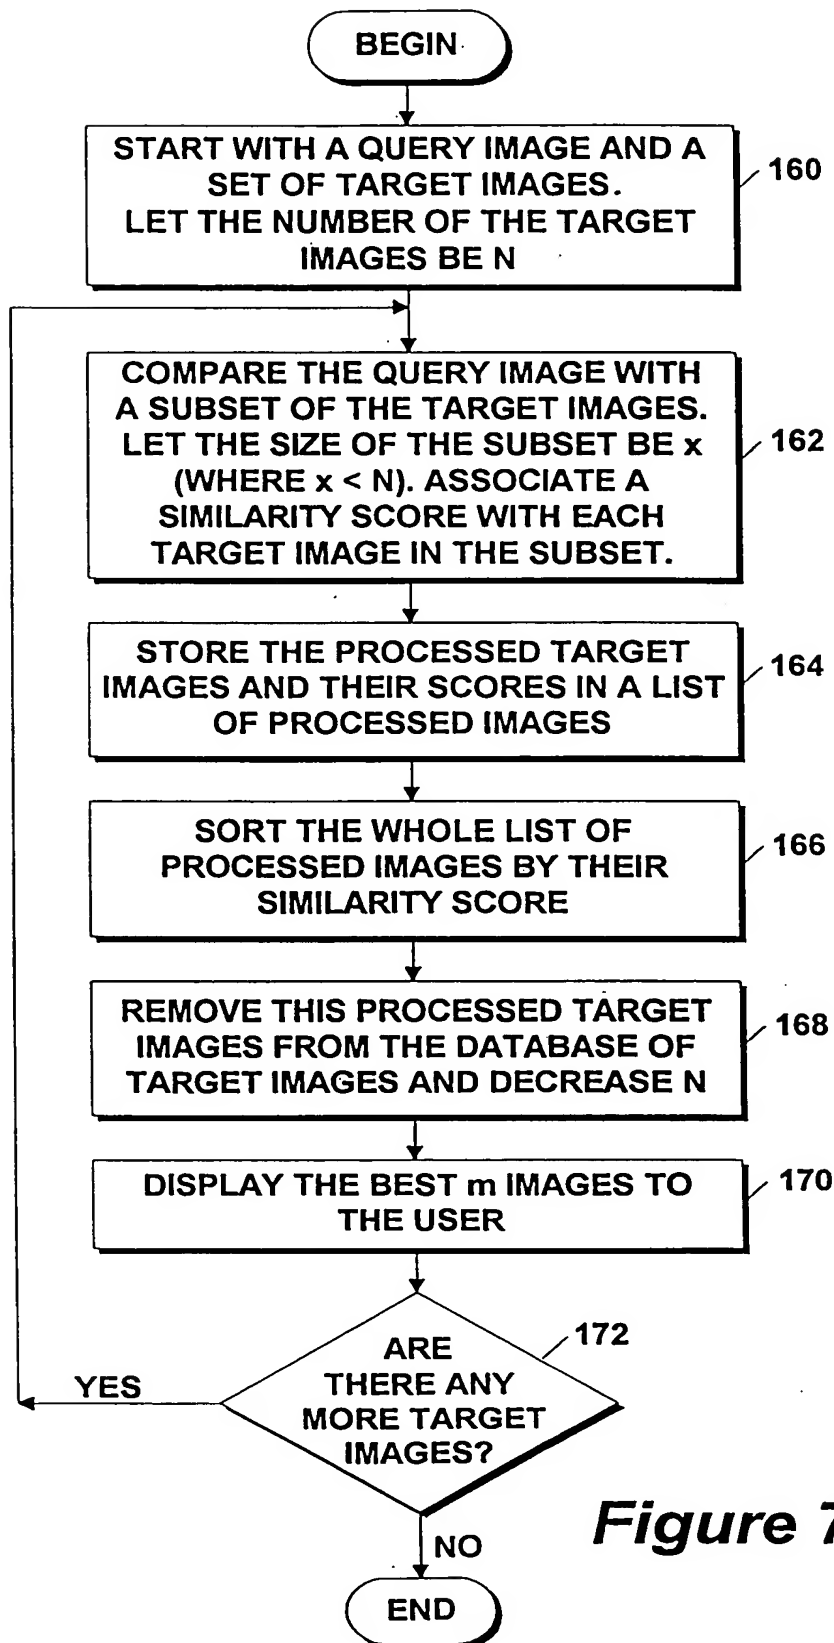 BEGIN
START WITH A QUERY IMAGE AND A
SET OF TARGET IMAGES.
LET THE NUMBER OF THE TARGET
IMAGES BE N
160
COMPARE THE QUERY IMAGE WITH
A SUBSET OF THE TARGET IMAGES.
LET THE SIZE OF THE SUBSET BE x
(WHERE x < N). ASSOCIATE A
SIMILARITY SCORE WITH EACH
TARGET IMAGE IN THE SUBSET.
162
STORE THE PROCESSED TARGET
IMAGES AND THEIR SCORES IN A LIST
OF PROCESSED IMAGES
164
SORT THE WHOLE LIST OF
PROCESSED IMAGES BY THEIR
SIMILARITY SCORE
166
REMOVE THIS PROCESSED TARGET
IMAGES FROM THE DATABASE OF
TARGET IMAGES AND DECREASE N
168
DISPLAY THE BEST m IMAGES TO
THE USER
170
ARE
THERE ANY
MORE TARGET
IMAGES?
172
YES
NO
END
Figure 7